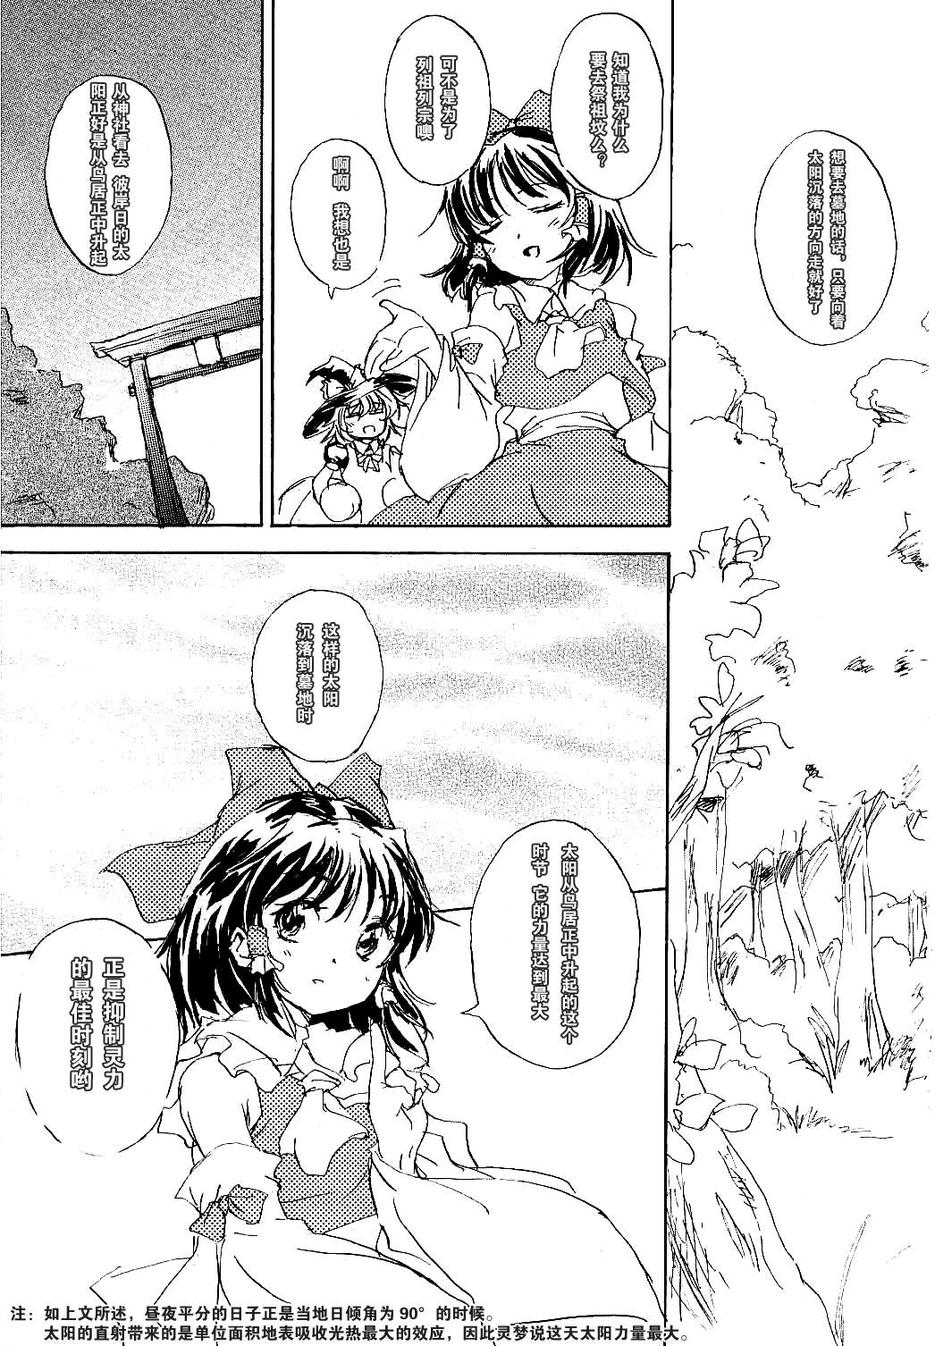 想要去墓地的话，只要向着
太阳沉落的方向走就好了
知道我为什么
要去祭祖坟么？
可不是为了
列祖列宗噢
啊啊 我想也是
从神社看去 彼岸日的太
阳正好是从鸟居正中升起
这样的太阳
沉落到墓地时
太阳从鸟居正中升起的这个
时节 它的力量达到最大
正是抑制灵力
的最佳时刻哟
注：如上文所述，昼夜平分的日子正是当地日倾角为90°的时候。
太阳的直射带来的是单位面积地表吸收光热最大的效应，因此灵梦说这天太阳力量最大。